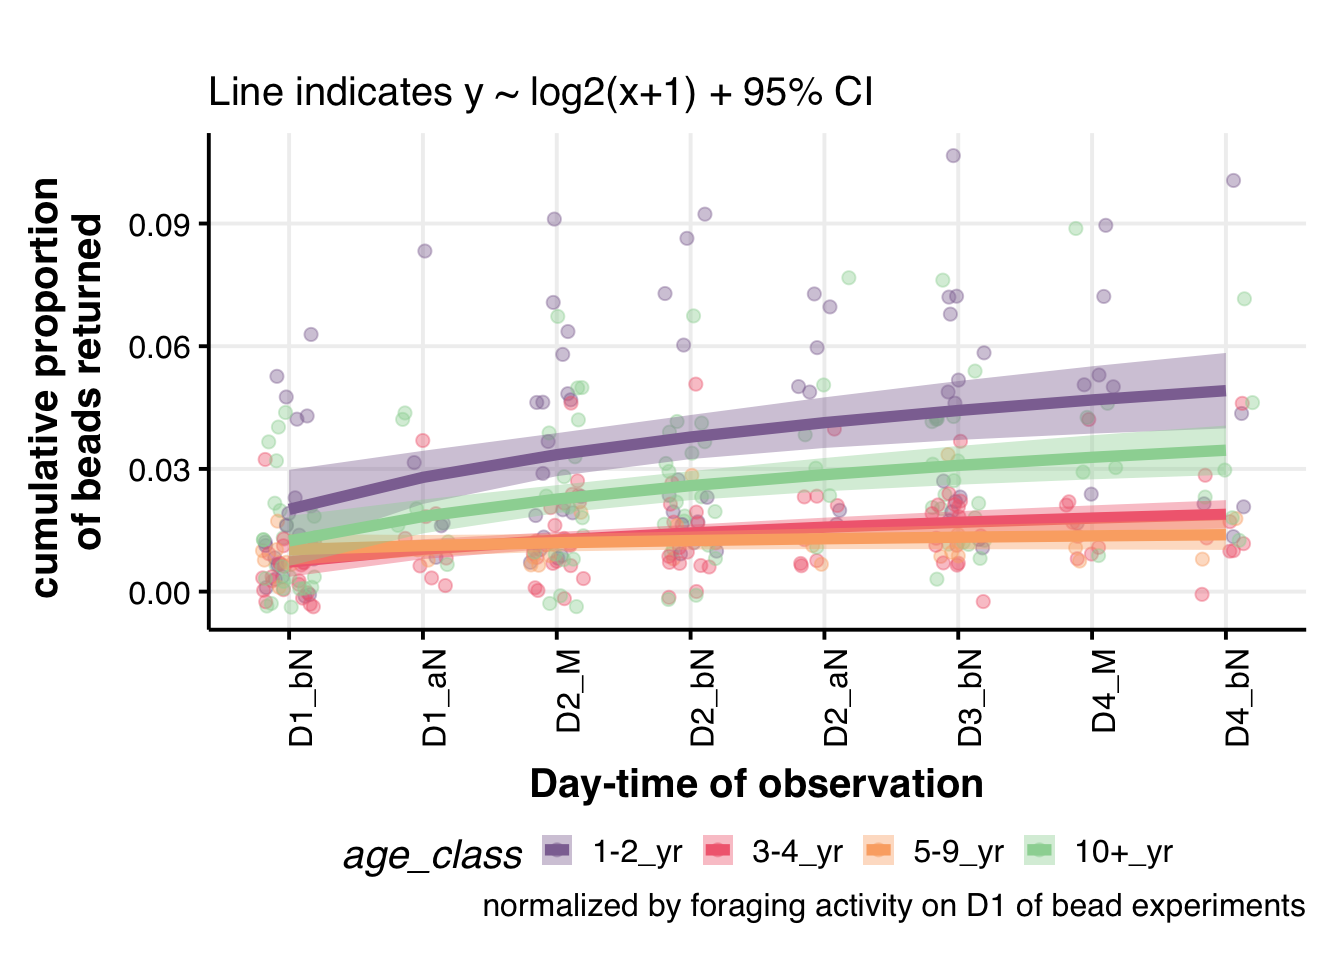 Line indicates y ~ log2(x+1) + 95% CI
cumulative proportion
of beads returned
0.09
0.06
0.03
0.00
D1_bN
D1_aN
D2_M
D2_bN
D2_aN
D3_bN
D4_M
D4_bN
Day-time of observation
age_class 1-2_yr 3-4_yr 5-9_yr 10+_yr
normalized by foraging activity on D1 of bead experiments